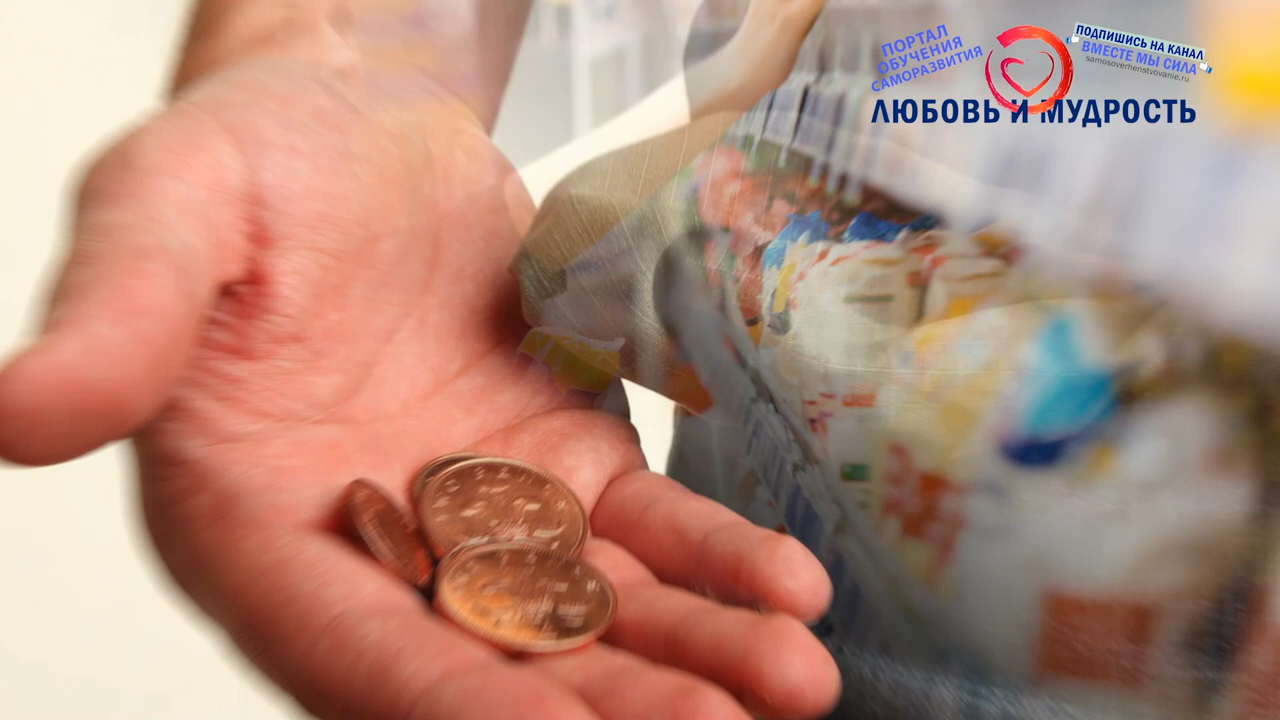 ПОРТАЛ
ОБУЧЕНИЯ
САМОРАЗВИТИЯ
ПОДПИШИСЬ НА КАНАЛ
ВМЕСТЕ МЫ СИЛА
samosoverhenstvovanie.ru
ЛЮБОВЬ И МУДРОСТЬ